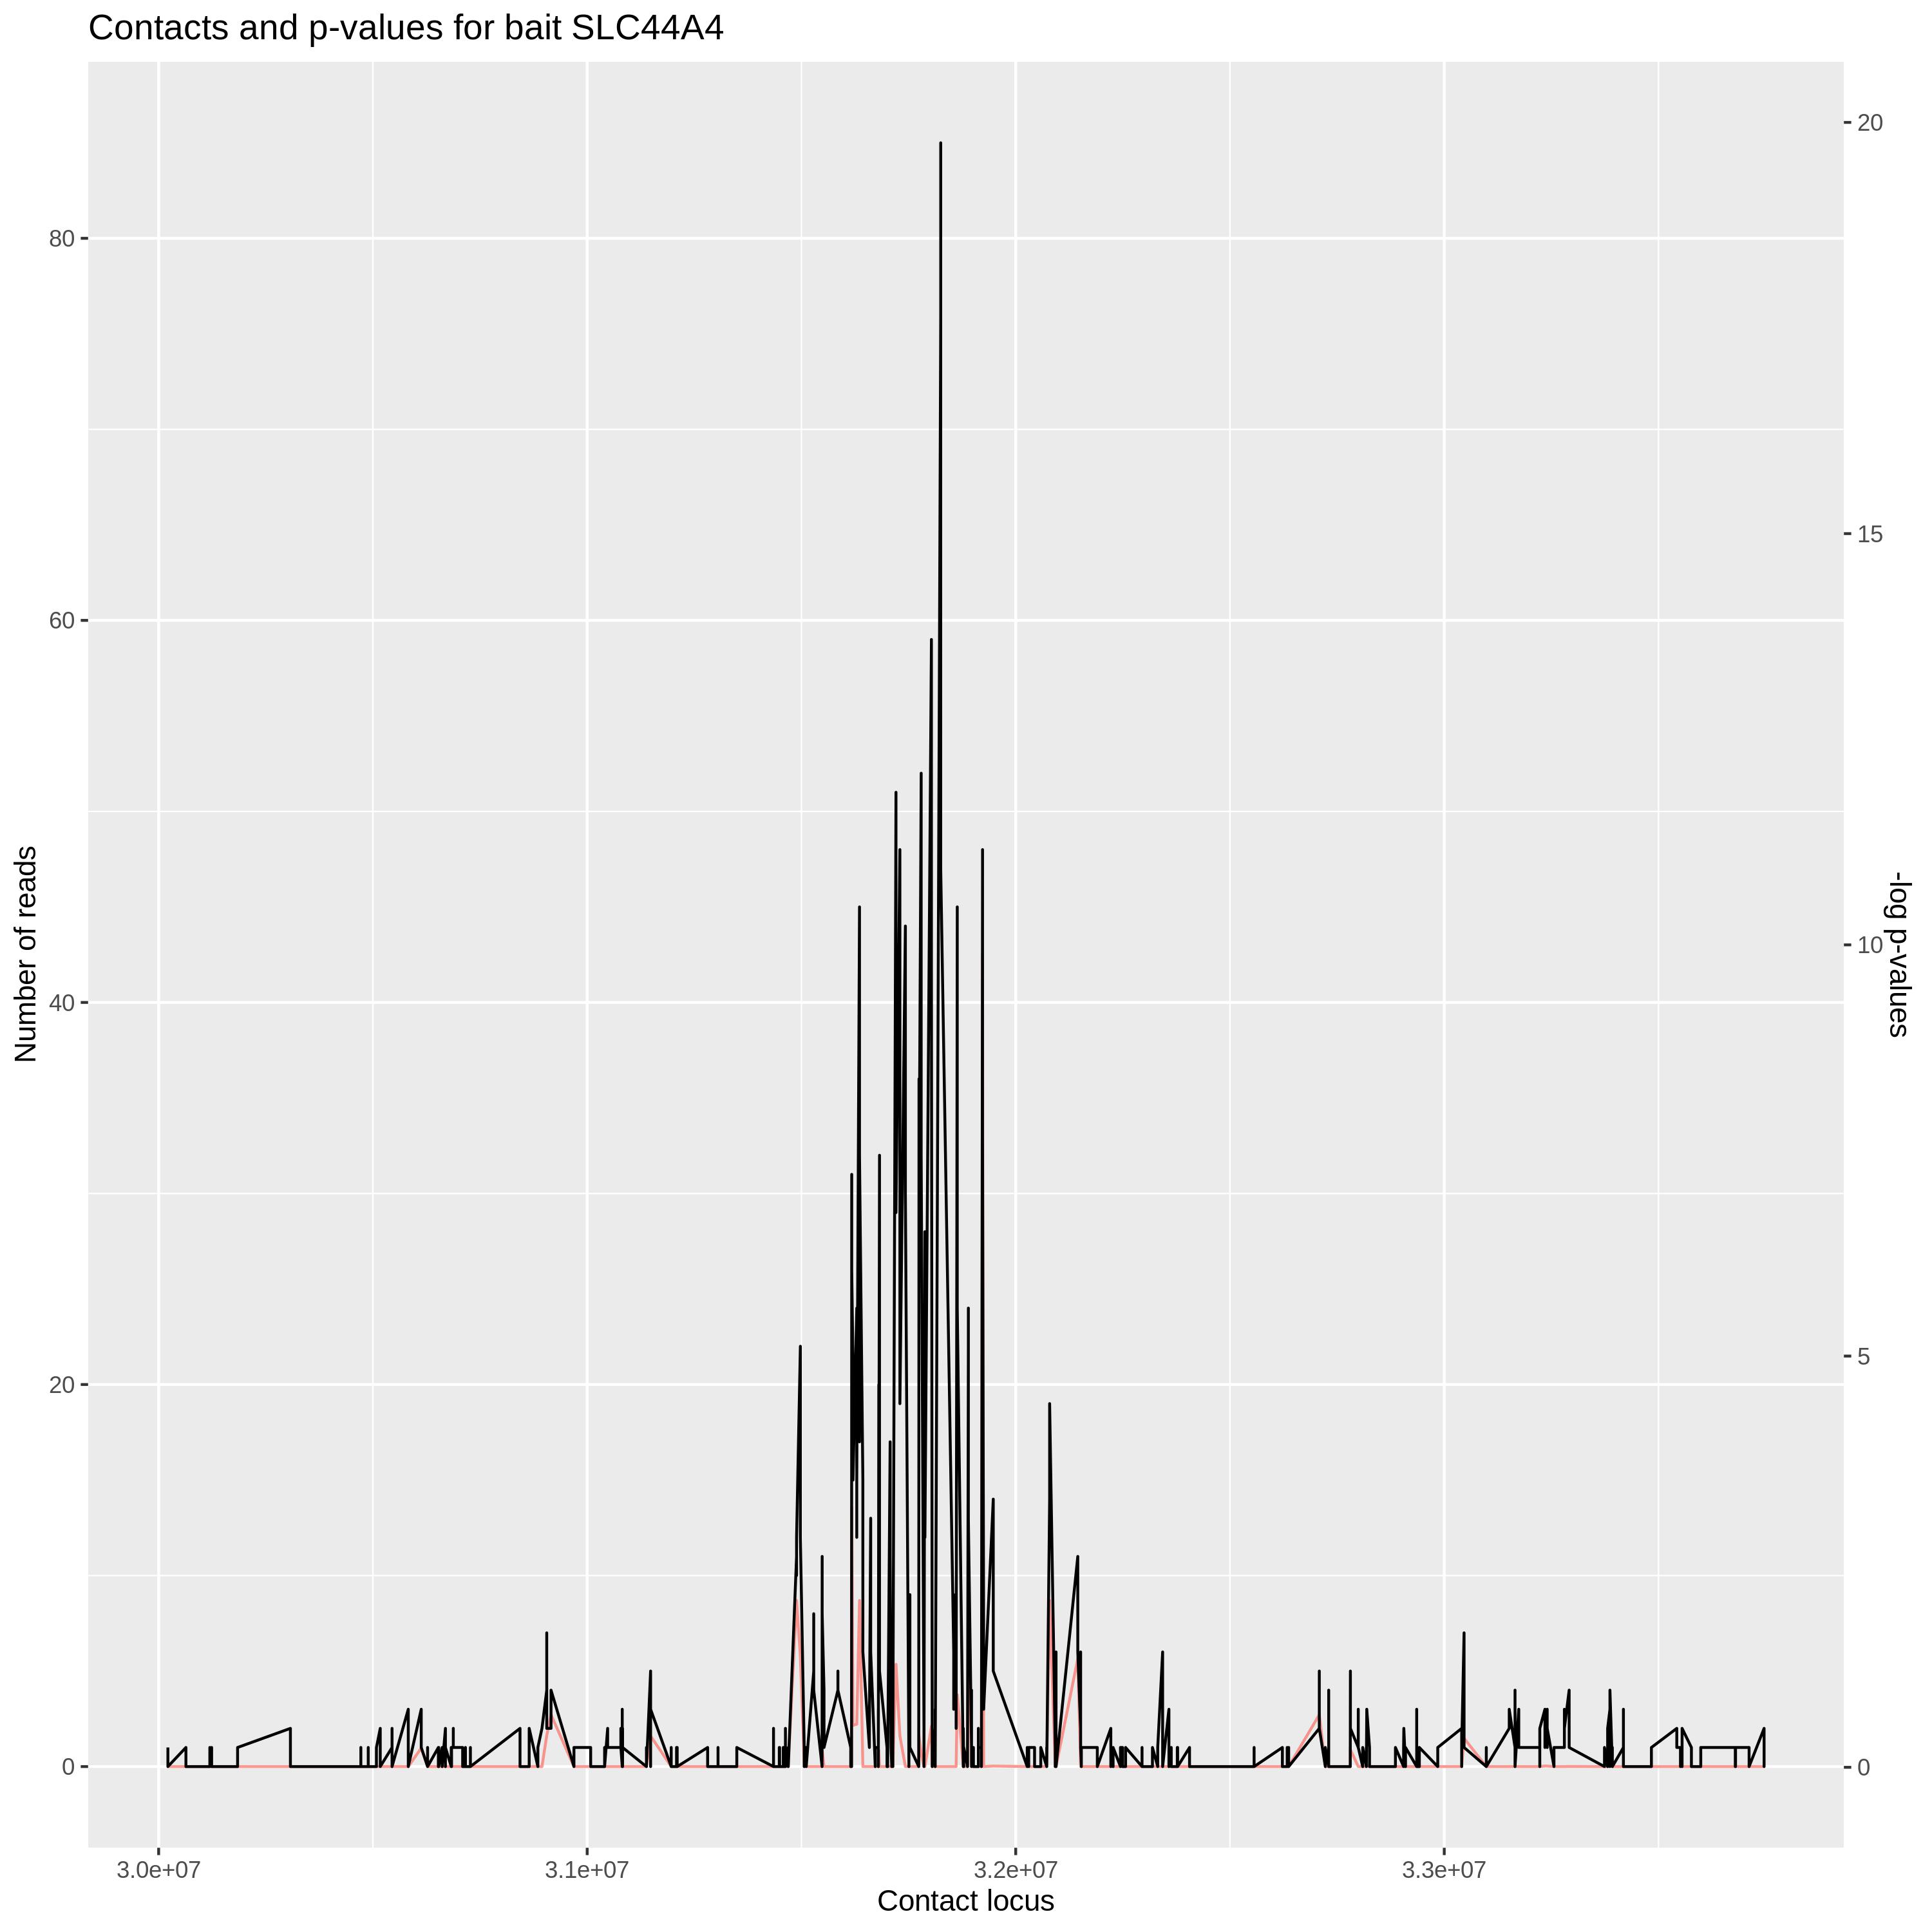 Contacts and p-values for bait SLC44A4
Number of reads
80
60
40
20
0
20
15
10
5
0
-log p-values
3.0e+07 3.1e+07 3.2e+07 3.3e+07
Contact locus